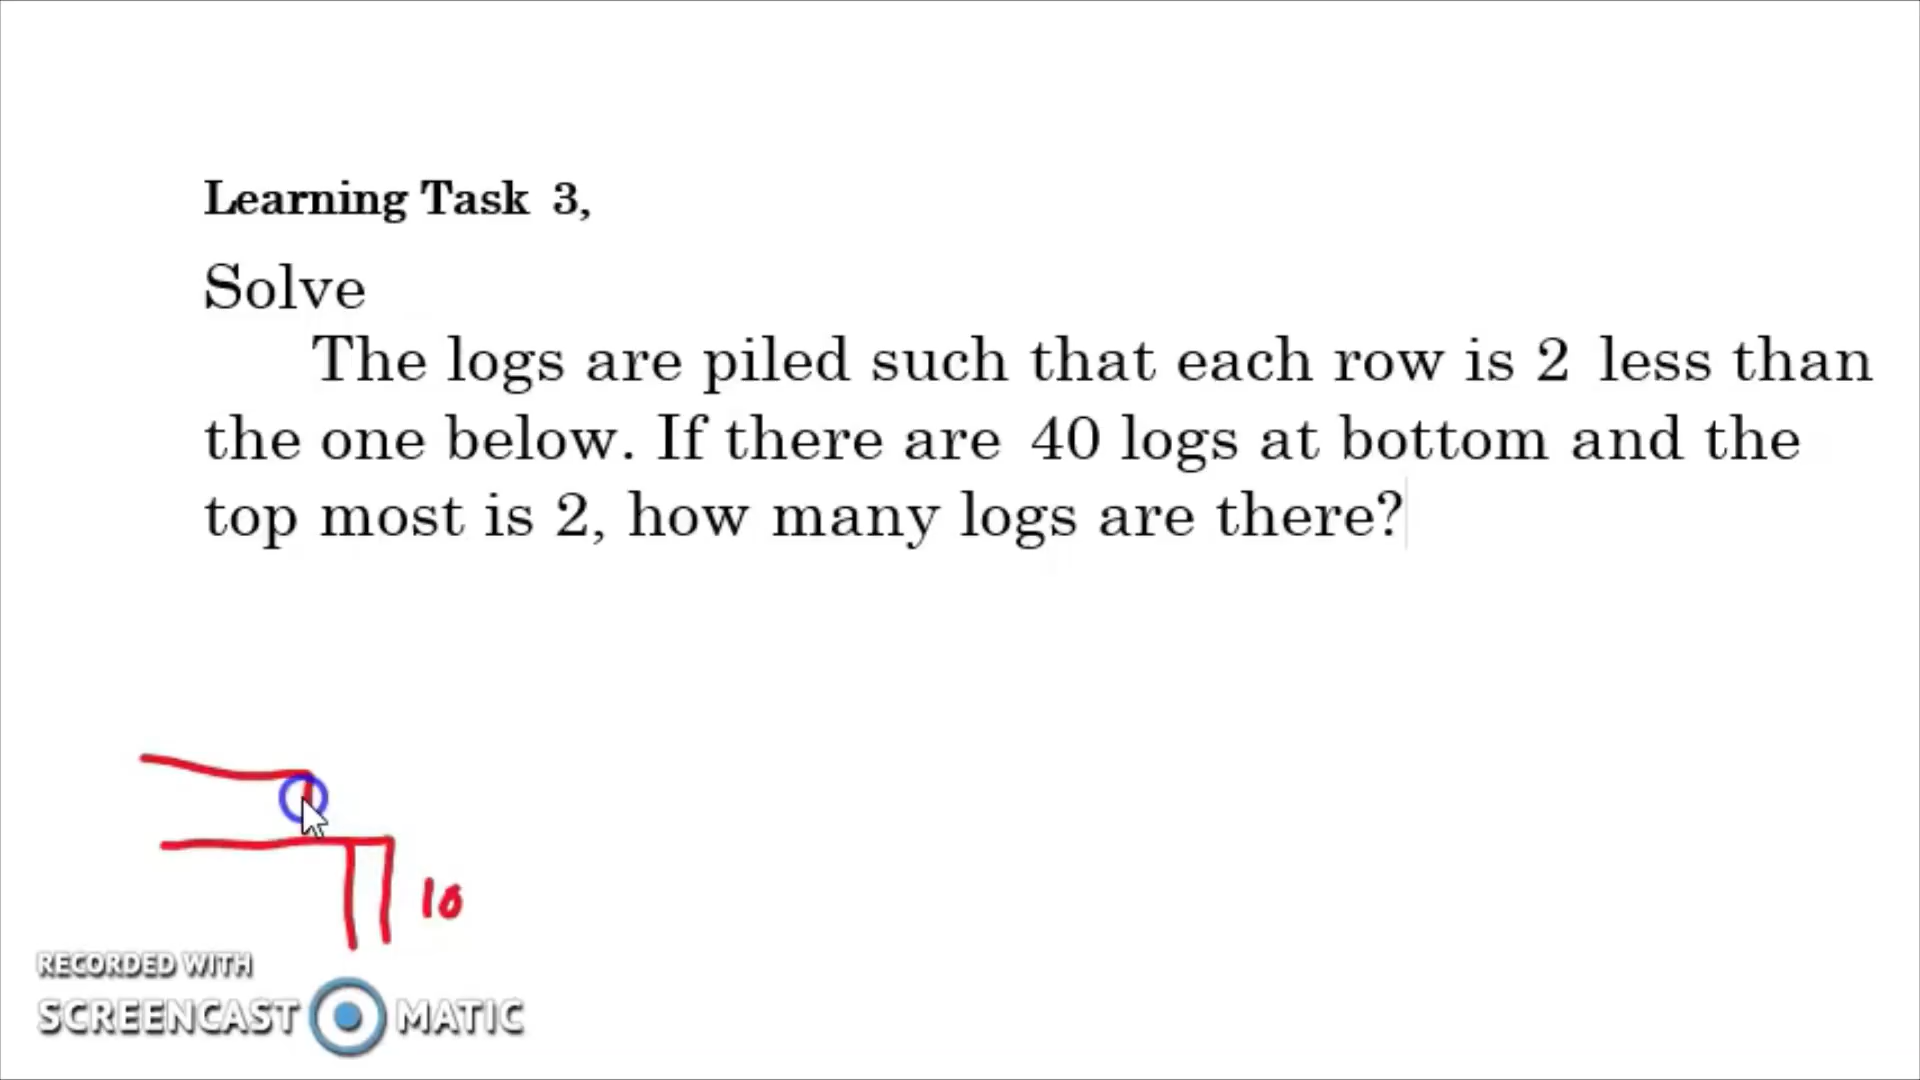 Learning Task 3,
Solve
The logs are piled such that each row is 2 less than
the one below. If there are 40 logs at bottom and the
top most is 2, how many logs are there?
10
RECORDED WITH
SCREENCAST MATIC